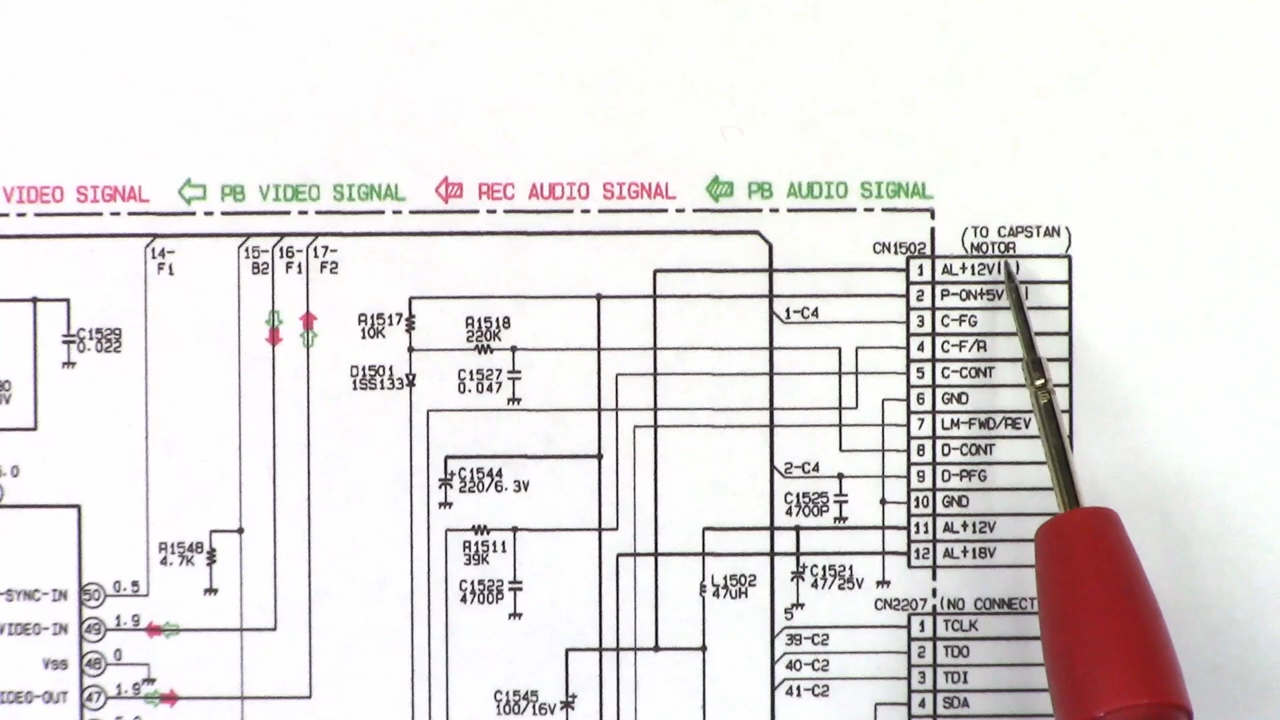 VIDEO SIGNAL PB VIDEO SIGNAL REC AUDIO SIGNAL PB AUDIO SIGNAL
(TO CAPSTAN
MOTOR)
CN1502
14-
F1
15-
B2
16-
F1
17-
F2
1 AL+12V
2 P-ON+5V
3 C-FG
4 C-F/R
5 C-CONT
6 GND
7 LM-FWD/REV
8 D-CONT
9 D-PFG
10 GND
11 AL+12V
12 AL+18V
1-C4
2-C4
R1517
10K
R1518
220K
C1529
0.022
D1501
1SS133
C1527
0.047
C1544
220/6.3V
C1525
4700P
R1548
4.7K
R1511
39K
C1522
4700P
L1502
47UH
C1521
47/25V
CN2207 (NO CONNECT
5
39-C2
40-C2
41-C2
1 TCLK
2 TDO
3 TDI
4 SDA
C1545
100/16V
-SYNC-IN 50 0.5
VIDEO-IN 49 1.9
Vss 48 0
IDEO-OUT 47 1.9